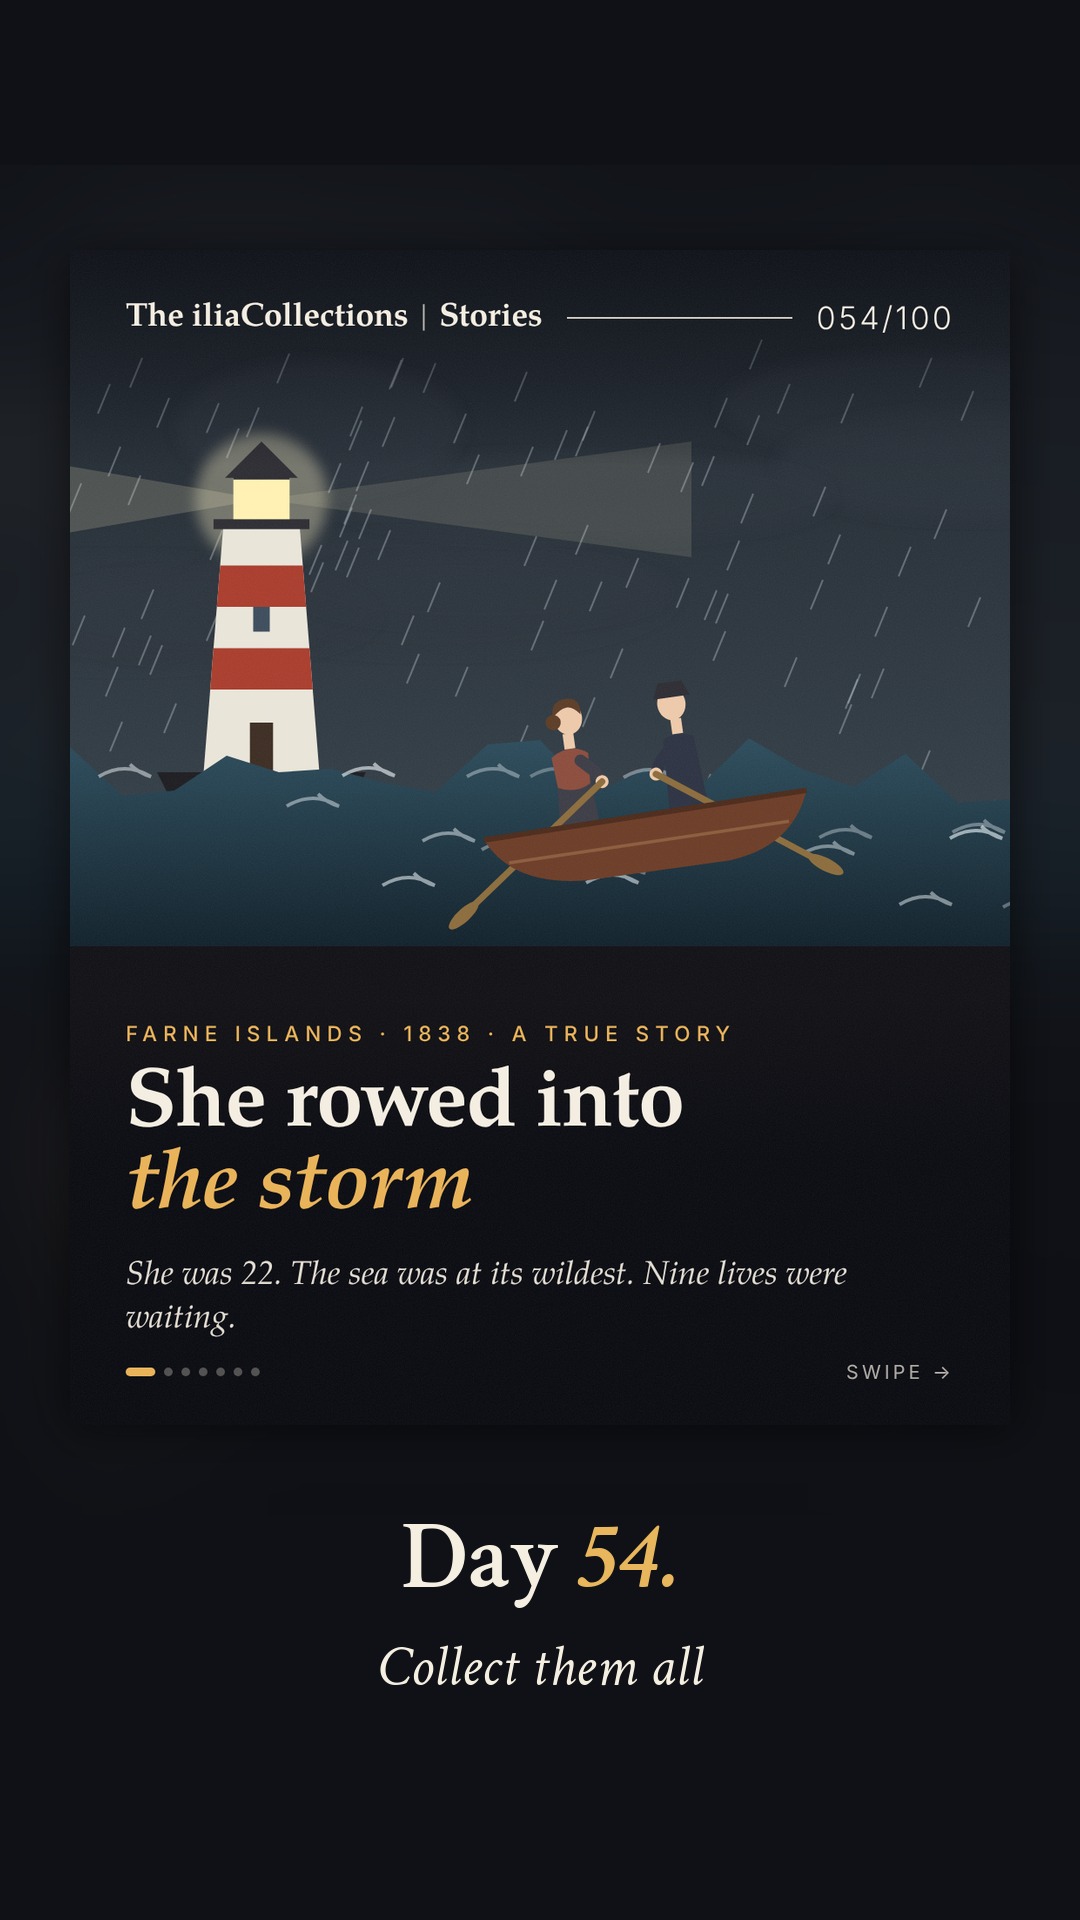 The iliaCollections | Stories
054/100
FARNE ISLANDS · 1838 · A TRUE STORY
She rowed into
the storm
She was 22. The sea was at its wildest. Nine lives were
waiting.
SWIPE →
Day 54.
Collect them all